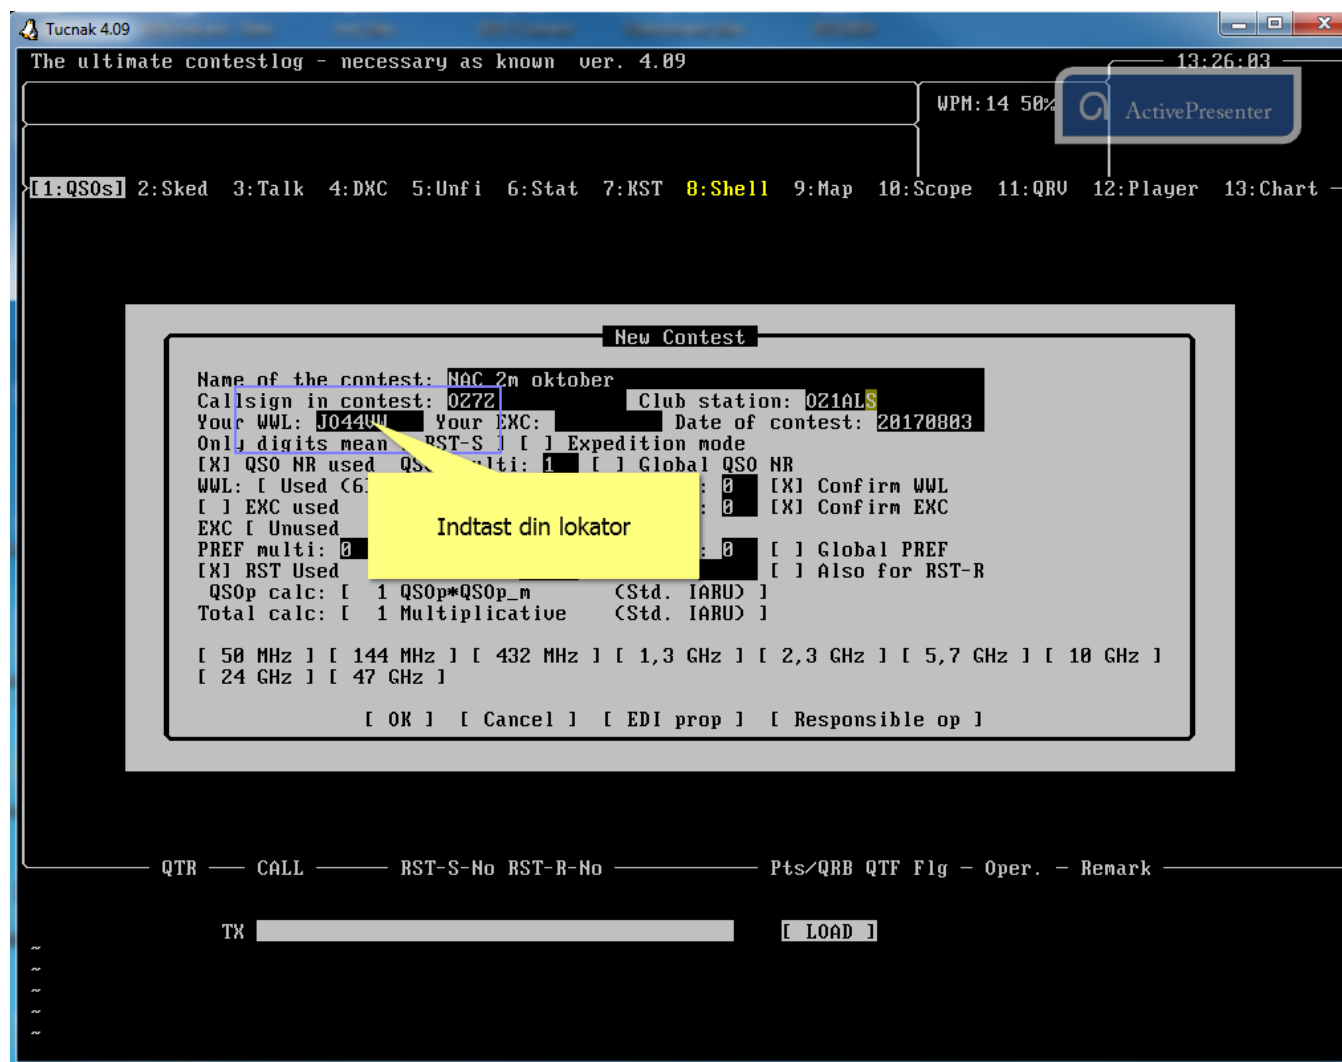 Tucnak 4.09
The ultimate contestlog - necessary as known ver. 4.09 13:26:03
WPM:14 50%
ActivePresenter
[1:QSOs] 2:Sked 3:Talk 4:DXC 5:Unfi 6:Stat 7:KST 8:Shell 9:Map 10:Scope 11:QRV 12:Player 13:Chart
New Contest
Name of the contest: NAC 2m oktober
Callsign in contest: OZ7Z Club station: OZ1ALS
Your WWL: JO44VV Your EXC: Date of contest: 20170803
Only digits mean RST-S ] [ ] Expedition mode
[X] QSO NR used multi: 1 [ ] Global QSO NR
WWL: [ Used : 0 [X] Confirm WWL
[ ] EXC used : 0 [X] Confirm EXC
EXC [ Unused
PREF multi: 0 : 0 [ ] Global PREF
[X] RST Used [ ] Also for RST-R
Indtast din lokator
QSOp calc: [ 1 QSOp*QSOp_m (Std. IARU) ]
Total calc: [ 1 Multiplicative (Std. IARU) ]
[ 50 MHz ] [ 144 MHz ] [ 432 MHz ] [ 1,3 GHz ] [ 2,3 GHz ] [ 5,7 GHz ] [ 10 GHz ]
[ 24 GHz ] [ 47 GHz ]
[ OK ] [ Cancel ] [ EDI prop ] [ Responsible op ]
QTR CALL RST-S-No RST-R-No Pts/QRB QTF Flg - Oper. - Remark
TX [ LOAD ]
~
~
~
~
~